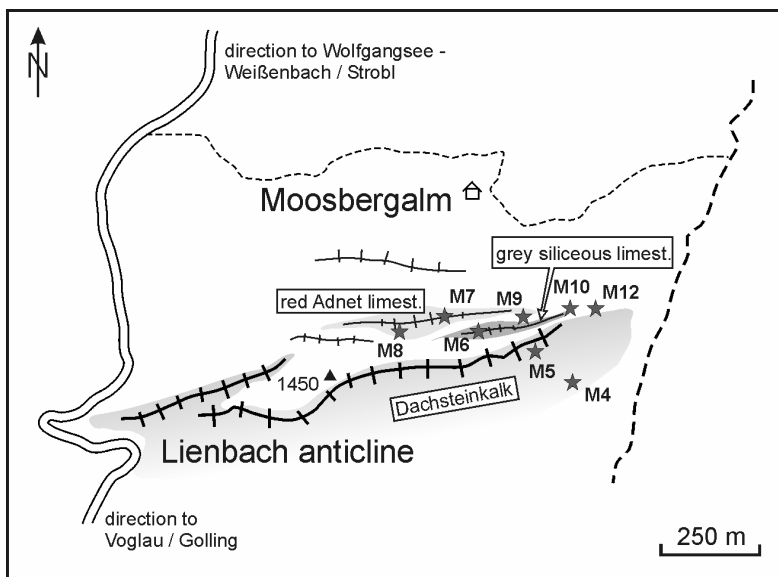 direction to Wolfgangsee -
Weißenbach / Strobl
N
Moosbergalm
grey siliceous limest.
red Adnet limest.
M7
M9
M10
M12
M8
M6
M5
M4
1450
Dachsteinkalk
Lienbach anticline
direction to
Voglau / Golling
250 m